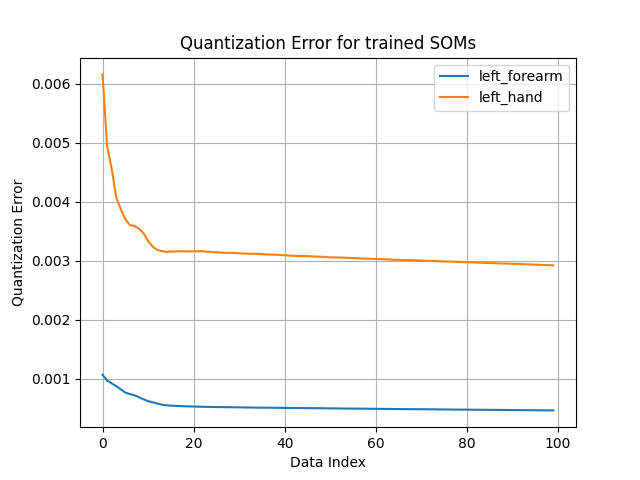 Quantization Error for trained SOMs
left_forearm
left_hand
Quantization Error
0.006
0.005
0.004
0.003
0.002
0.001
0 20 40 60 80 100
Data Index